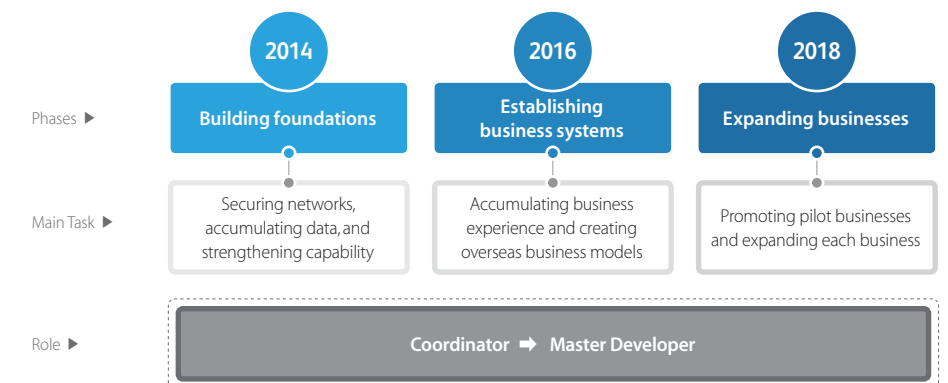 2014
2016
2018
Phases ▶
Building foundations
Establishing
business systems
Expanding businesses
Main Task ▶
Securing networks,
accumulating data, and
strengthening capability
Accumulating business
experience and creating
overseas business models
Promoting pilot businesses
and expanding each business
Role ▶
Coordinator ➡ Master Developer